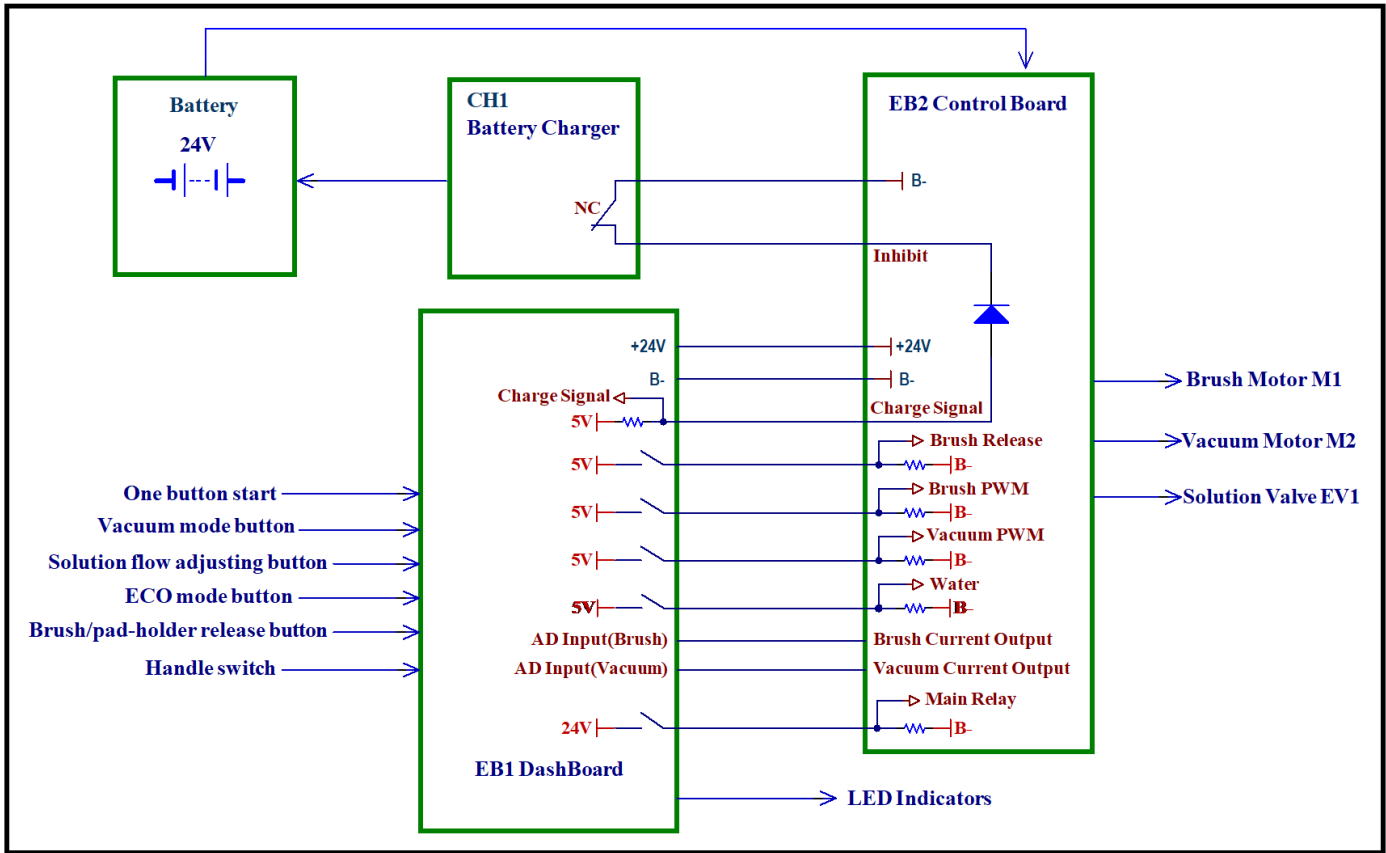 Battery
24V
CH1
Battery Charger
NC
EB2 Control Board
B-
Inhibit
+24V
B-
Charge Signal
5V
5V
5V
5V
5V
AD Input(Brush)
AD Input(Vacuum)
24V
EB1 DashBoard
+24V
B-
Charge Signal
Brush Release
B-
Brush PWM
B-
Vacuum PWM
B-
Water
B-
Brush Current Output
Vacuum Current Output
Main Relay
B-
One button start
Vacuum mode button
Solution flow adjusting button
ECO mode button
Brush/pad-holder release button
Handle switch
Brush Motor M1
Vacuum Motor M2
Solution Valve EV1
LED Indicators